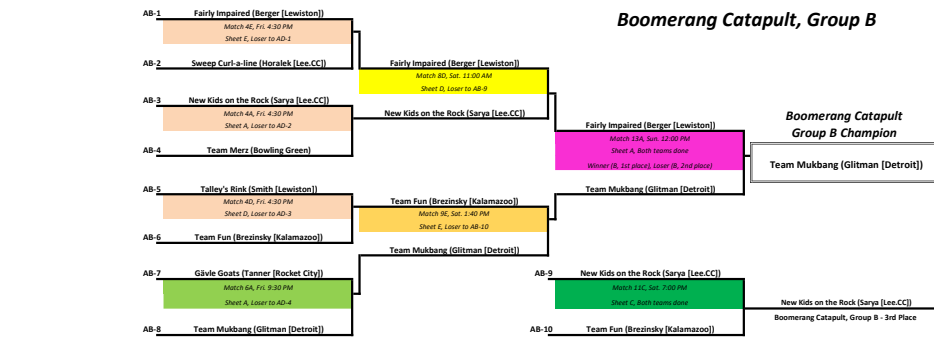 Boomerang Catapult, Group B
AB-1
Fairly Impaired (Berger [Lewiston])
Match 4E, Fri. 4:30 PM
Sheet E, Loser to AD-1
AB-2
Sweep Curl-a-line (Horalek [Lee.CC])
AB-3
New Kids on the Rock (Sarya [Lee.CC])
Match 4A, Fri. 4:30 PM
Sheet A, Loser to AD-2
AB-4
Team Merz (Bowling Green)
AB-5
Talley's Rink (Smith [Lewiston])
Match 4D, Fri. 4:30 PM
Sheet D, Loser to AD-3
AB-6
Team Fun (Brezinsky [Kalamazoo])
AB-7
Gävle Goats (Tanner [Rocket City])
Match 6A, Fri. 9:30 PM
Sheet A, Loser to AD-4
AB-8
Team Mukbang (Glitman [Detroit])
Fairly Impaired (Berger [Lewiston])
Match 8D, Sat. 11:00 AM
Sheet D, Loser to AB-9
New Kids on the Rock (Sarya [Lee.CC])
Team Fun (Brezinsky [Kalamazoo])
Match 9E, Sat. 1:40 PM
Sheet E, Loser to AB-10
Team Mukbang (Glitman [Detroit])
Fairly Impaired (Berger [Lewiston])
Match 13A, Sun. 12:00 PM
Sheet A, Both teams done
Winner (B, 1st place), Loser (B, 2nd place)
Team Mukbang (Glitman [Detroit])
Boomerang Catapult
Group B Champion
Team Mukbang (Glitman [Detroit])
AB-9
New Kids on the Rock (Sarya [Lee.CC])
Match 11C, Sat. 7:00 PM
Sheet C, Both teams done
AB-10
Team Fun (Brezinsky [Kalamazoo])
New Kids on the Rock (Sarya [Lee.CC])
Boomerang Catapult, Group B - 3rd Place